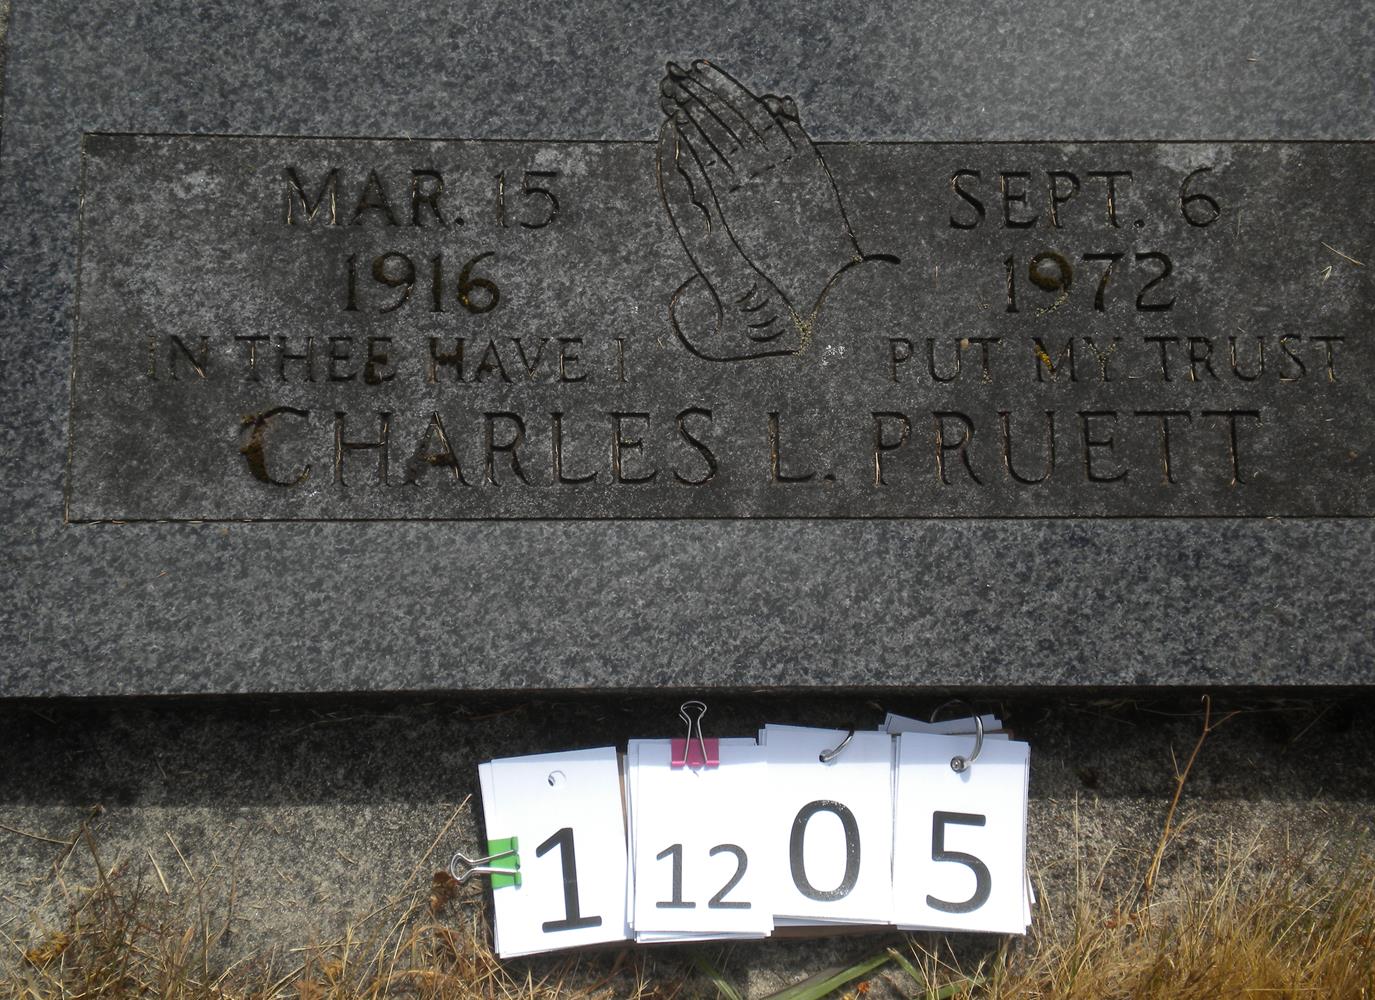 MAR. 15 SEPT. 6
1916 1972
IN THEE HAVE I PUT MY TRUST
CHARLES L. PRUETT
1 12 0 5